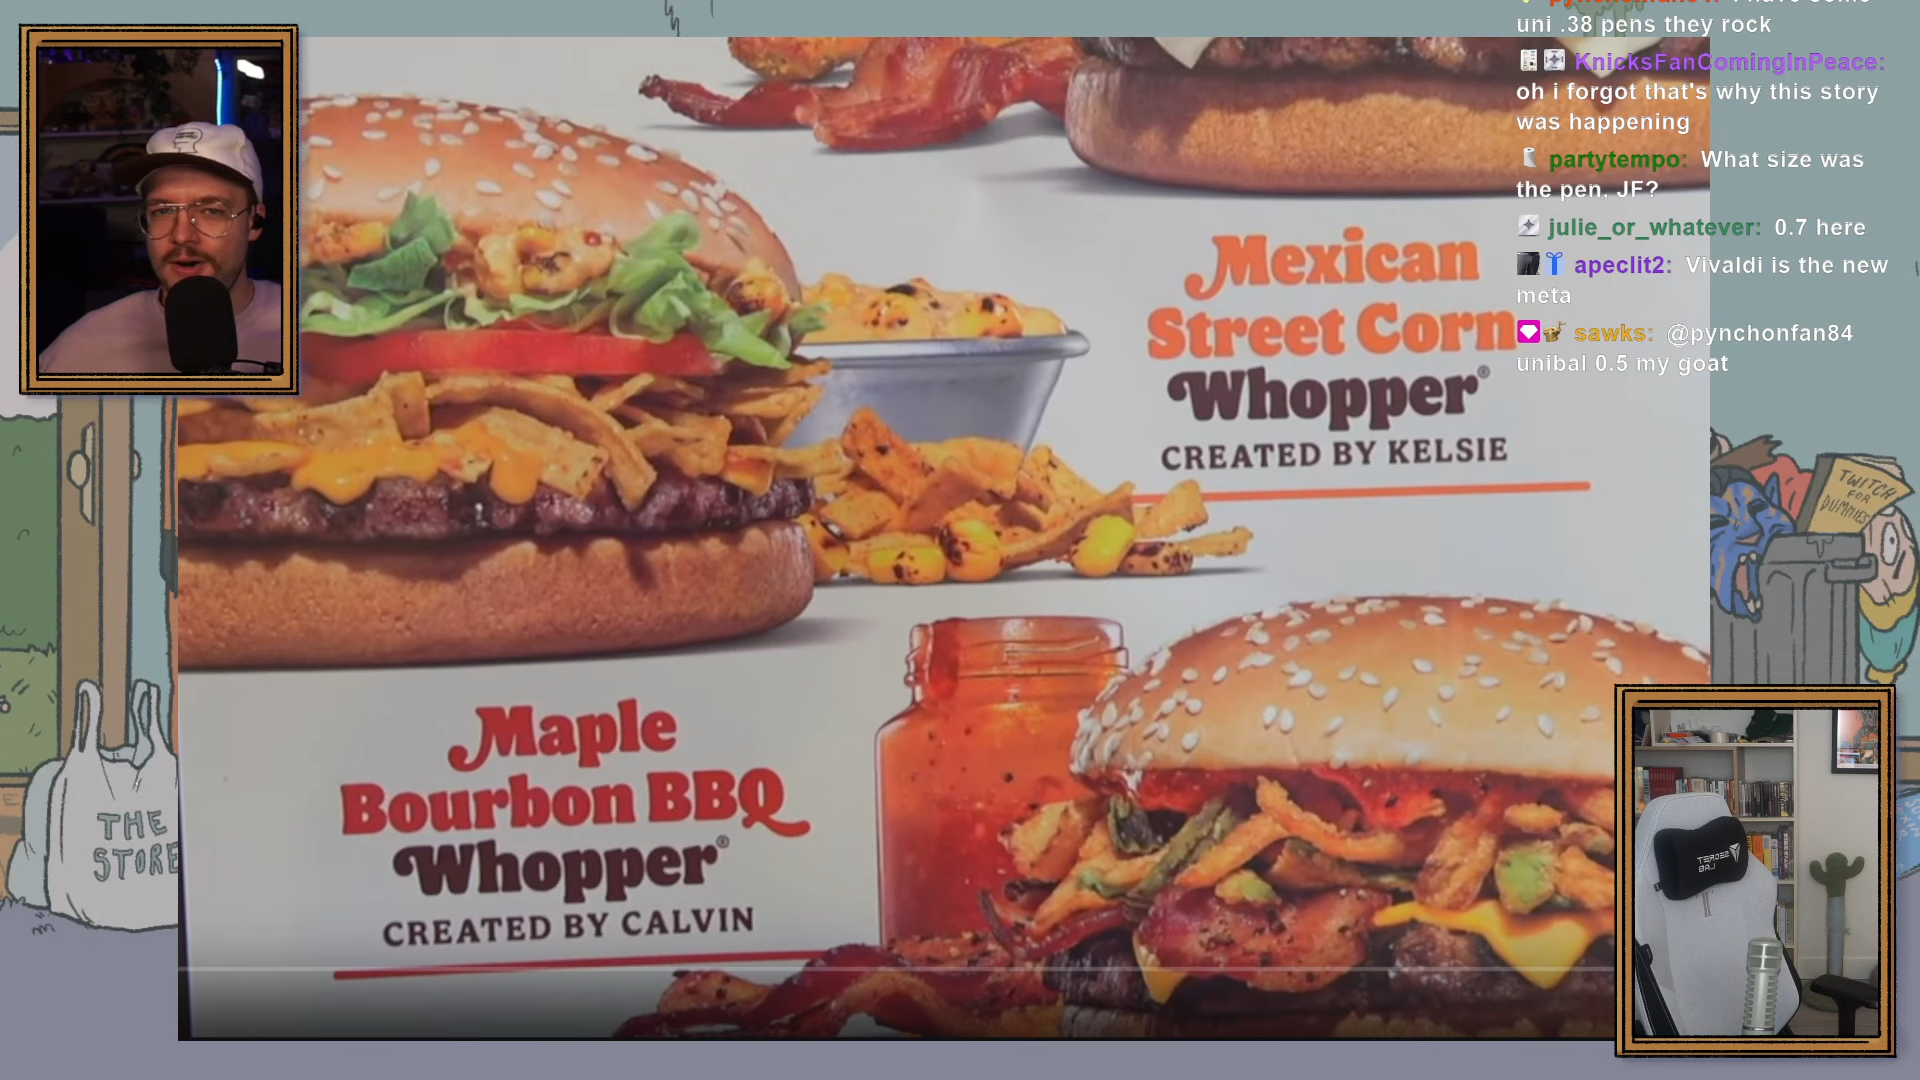 uni .38 pens they rock
KnicksFanComingInPeace:
oh i forgot that's why this story
was happening
partytempo: What size was
the pen, JF?
julie_or_whatever: 0.7 here
apeclit2: Vivaldi is the new
meta
sawks: @pynchonfan84
unibal 0.5 my goat
Mexican
Street Corn
Whopper®
CREATED BY KELSIE
Maple
Bourbon BBQ
Whopper®
CREATED BY CALVIN
THE
STORE
TWITCH
FOR
DUMMIES
SECRET
LAB